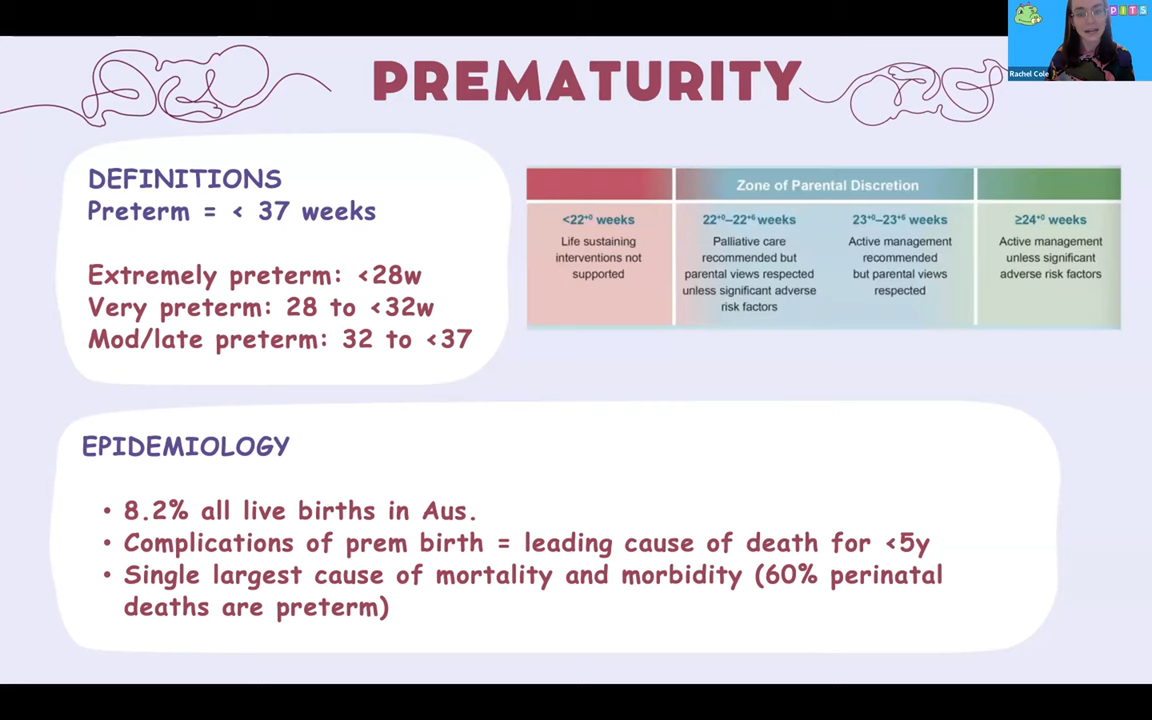 PREMATURITY
PITS
Rachel Cole
DEFINITIONS
Preterm = < 37 weeks
Extremely preterm: <28w
Very preterm: 28 to <32w
Mod/late preterm: 32 to <37
Zone of Parental Discretion
<22⁺⁰ weeks
Life sustaining
interventions not
supported
22⁺⁰–22⁺⁶ weeks
Palliative care
recommended but
parental views respected
unless significant adverse
risk factors
23⁺⁰–23⁺⁶ weeks
Active management
recommended
but parental views
respected
≥24⁺⁰ weeks
Active management
unless significant
adverse risk factors
EPIDEMIOLOGY
• 8.2% all live births in Aus.
• Complications of prem birth = leading cause of death for <5y
• Single largest cause of mortality and morbidity (60% perinatal
deaths are preterm)